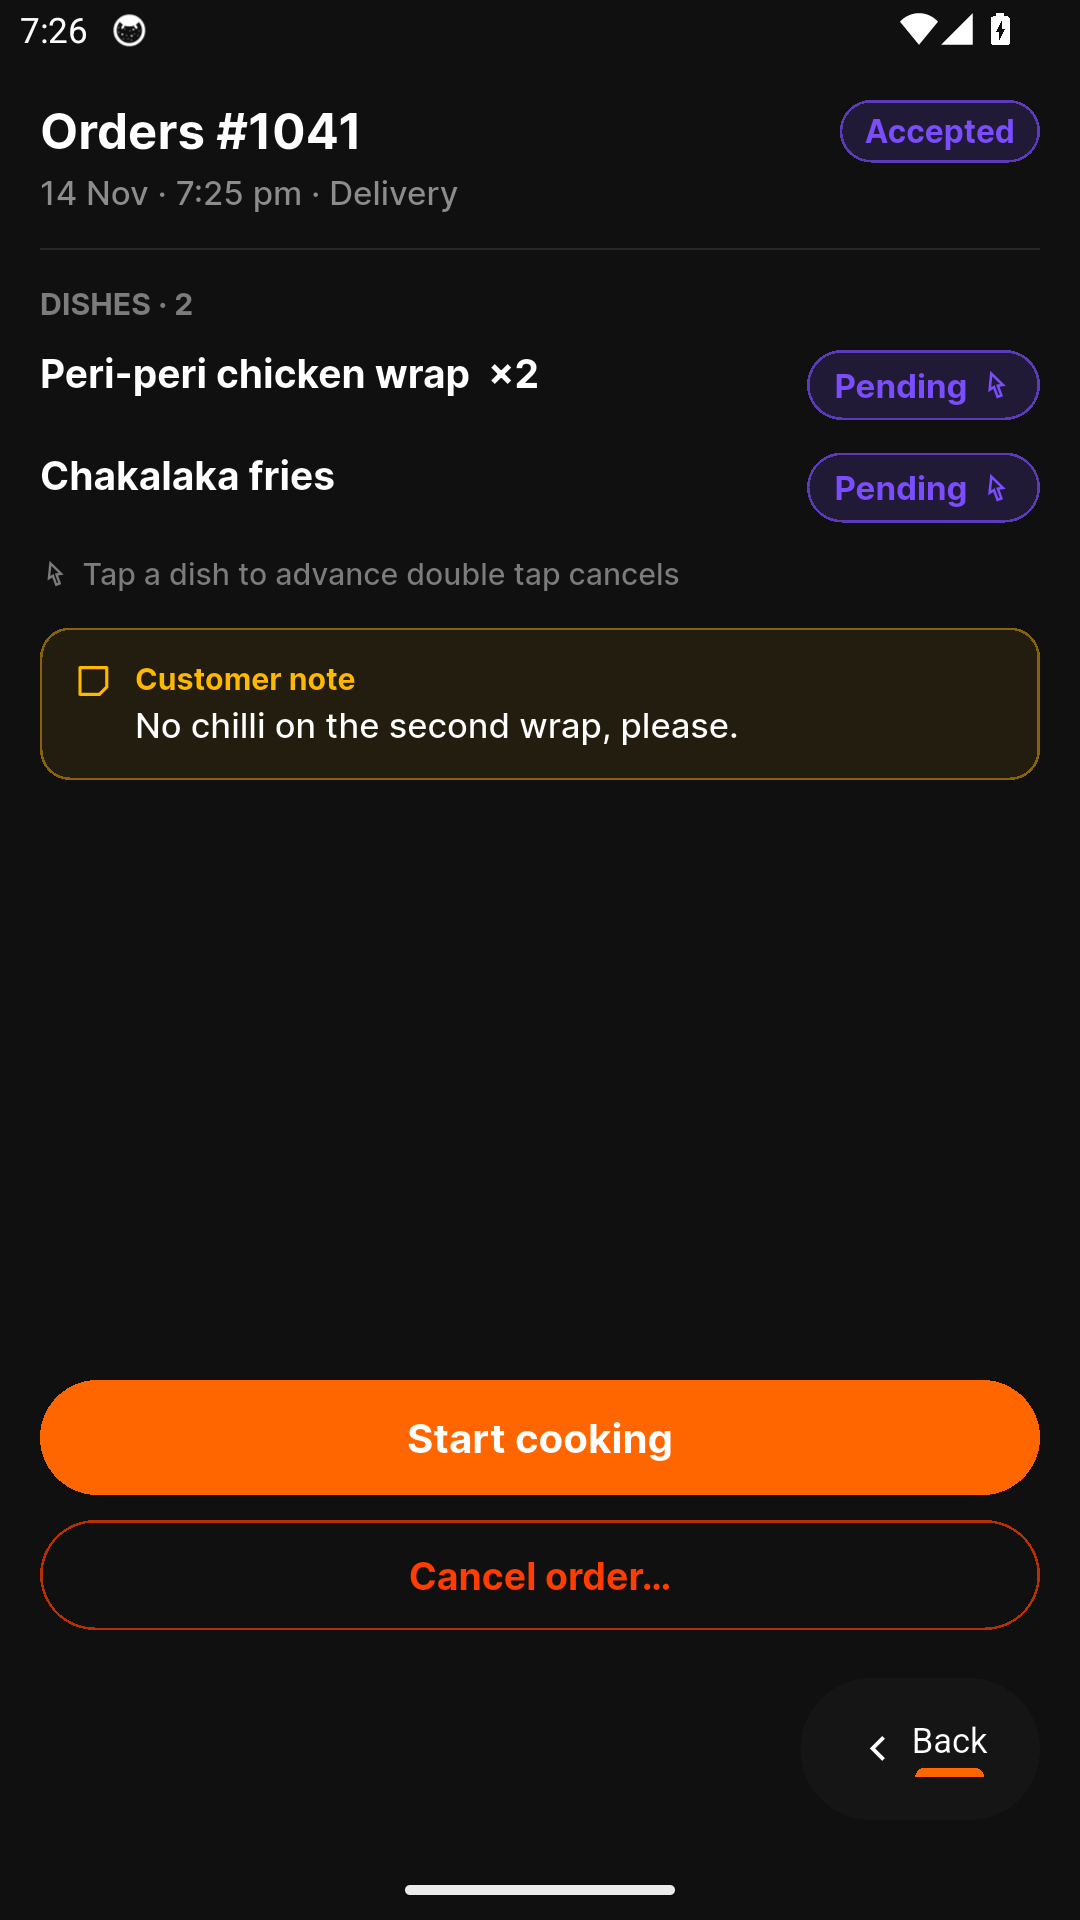 7:26
Orders #1041
Accepted
14 Nov · 7:25 pm · Delivery
DISHES · 2
Peri-peri chicken wrap ×2
Pending
Chakalaka fries
Pending
Tap a dish to advance double tap cancels
Customer note
No chilli on the second wrap, please.
Start cooking
Cancel order...
Back